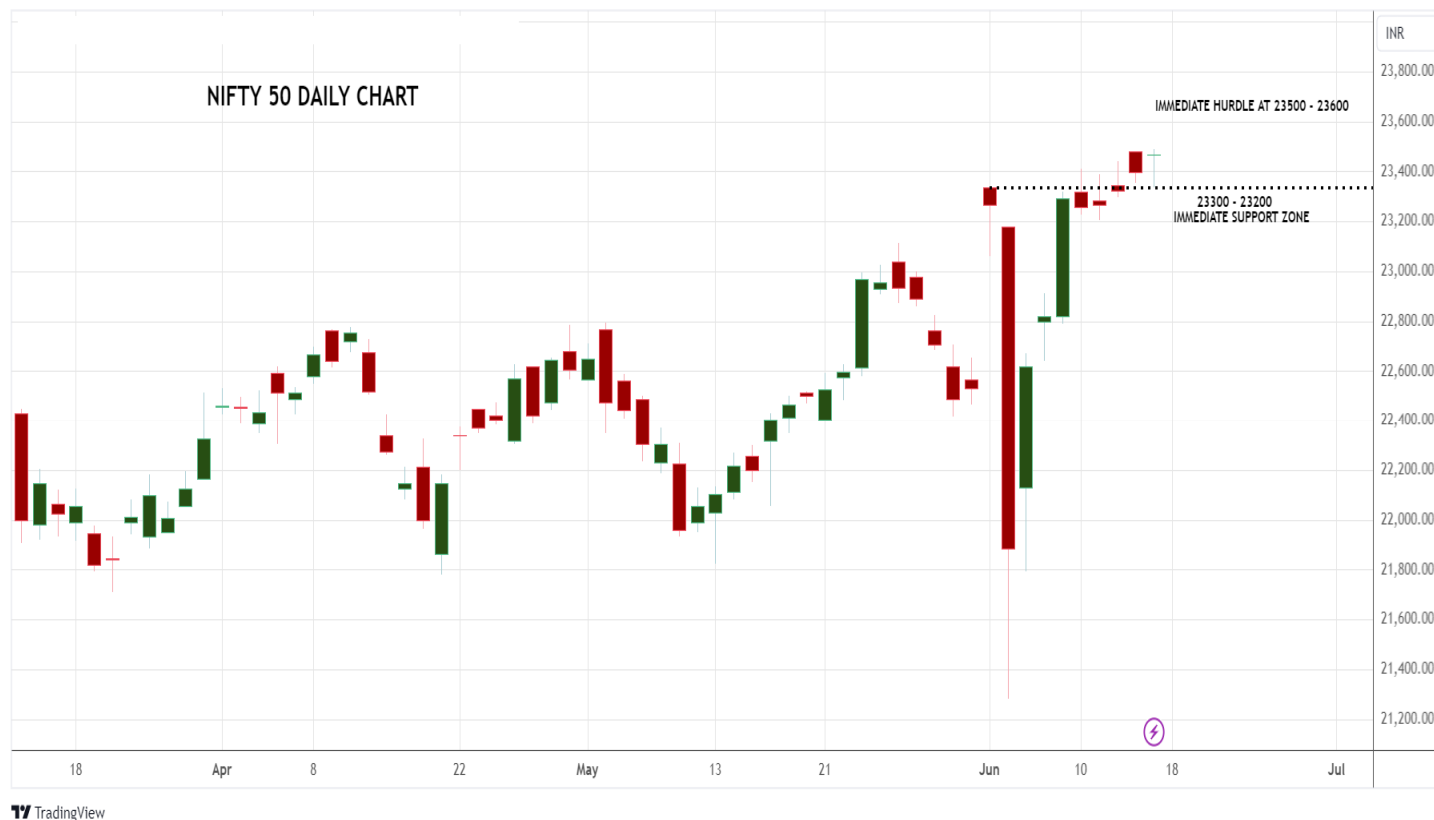 INR
23,800.00
NIFTY 50 DAILY CHART
IMMEDIATE HURDLE AT 23500 - 23600
23,600.00
23,400.00
23300 - 23200
IMMEDIATE SUPPORT ZONE
23,200.00
23,000.00
22,800.00
22,600.00
22,400.00
22,200.00
22,000.00
21,800.00
21,600.00
21,400.00
21,200.00
18 Apr 8 22 May 13 21 Jun 10 18 Jul
TradingView